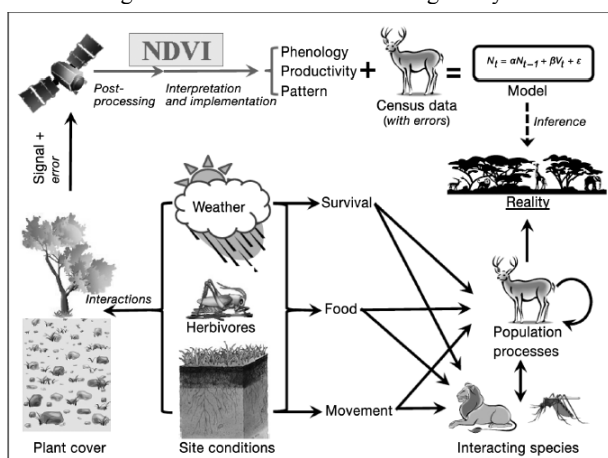 NDVI
Phenology
Productivity
Pattern
Post-
processing
Interpretation
and implementation
+
Census data
(with errors)
=
Nt = αNt−1 + βVt + ε
Model
Inference
Signal +
error
Weather
Survival
Reality
Interactions
Herbivores
Food
Population
processes
Movement
Plant cover
Site conditions
Interacting species